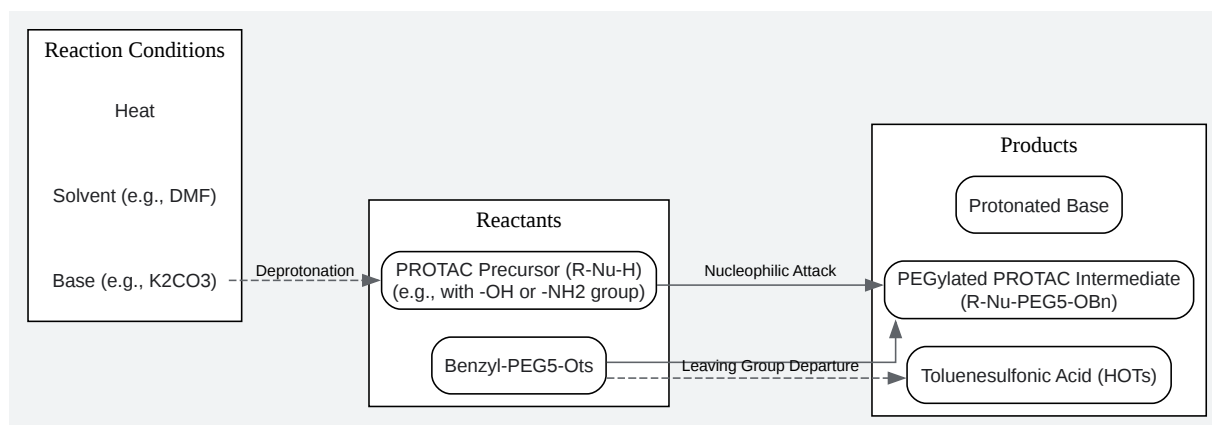 Reaction Conditions
Heat
Solvent (e.g., DMF)
Base (e.g., K2CO3)
Deprotonation
Reactants
PROTAC Precursor (R-Nu-H)
(e.g., with -OH or -NH2 group)
Benzyl-PEG5-Ots
Nucleophilic Attack
Leaving Group Departure
Products
Protonated Base
PEGylated PROTAC Intermediate
(R-Nu-PEG5-OBn)
Toluenesulfonic Acid (HOTs)